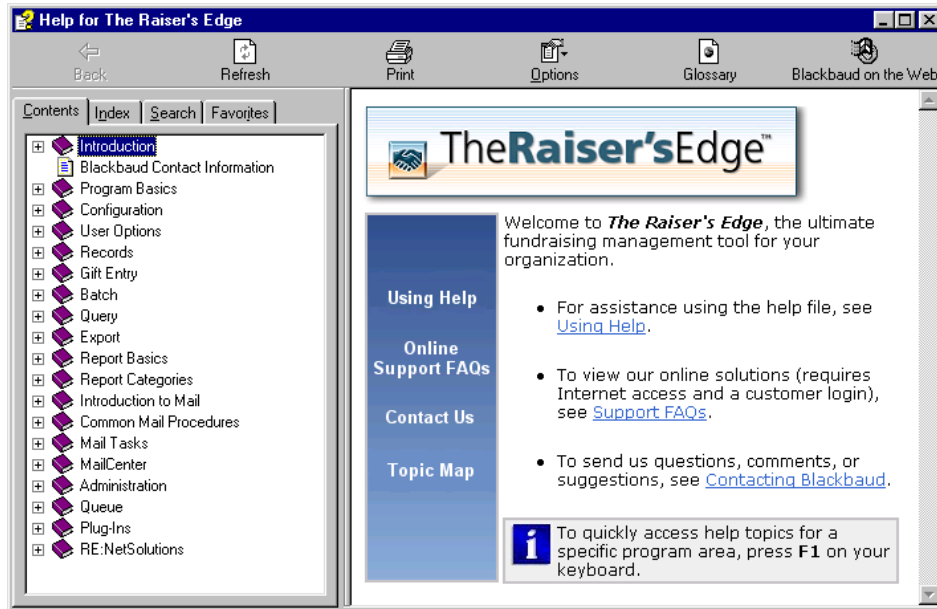 Help for The Raiser's Edge
Back
Refresh
Print
Options
Glossary
Blackbaud on the Web
Contents
Index
Search
Favorites
Introduction
Blackbaud Contact Information
Program Basics
Configuration
User Options
Records
Gift Entry
Batch
Query
Export
Report Basics
Report Categories
Introduction to Mail
Common Mail Procedures
Mail Tasks
MailCenter
Administration
Queue
Plug-Ins
RE:NetSolutions
TheRaiser'sEdge™
Using Help
Online
Support FAQs
Contact Us
Topic Map
Welcome to The Raiser's Edge, the ultimate
fundraising management tool for your
organization.
• For assistance using the help file, see
Using Help.
• To view our online solutions (requires
Internet access and a customer login),
see Support FAQs.
• To send us questions, comments, or
suggestions, see Contacting Blackbaud.
i
To quickly access help topics for a
specific program area, press F1 on your
keyboard.